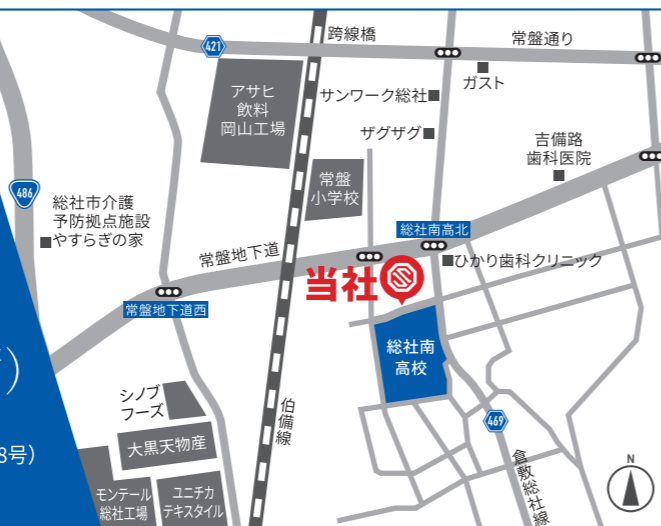 421
跨線橋
常盤通り
アサヒ
飲料
岡山工場
サンワーク総社
ガスト
ザグザグ
吉備路
歯科医院
486
総社市介護
予防拠点施設
やすらぎの家
常盤
小学校
総社南高北
常盤地下道
ひかり歯科クリニック
当社
常盤地下道西
総社南
高校
シノブ
フーズ
伯備線
469
大黒天物産
8号）
倉敷総社線
モンテール
総社工場
ユニチカ
テキスタイル
N